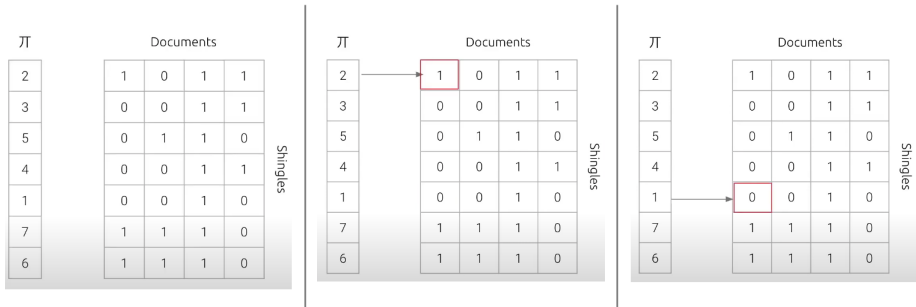 π Documents π Documents π Documents
2 1 0 1 1 2 1 0 1 1 2 1 0 1 1
3 0 0 1 1 3 0 0 1 1 3 0 0 1 1
5 0 1 1 0 5 0 1 1 0 5 0 1 1 0
4 0 0 1 1 4 0 0 1 1 4 0 0 1 1
1 0 0 1 0 1 0 0 1 0 1 0 0 1 0
7 1 1 1 0 7 1 1 1 0 7 1 1 1 0
6 1 1 1 0 6 1 1 1 0 6 1 1 1 0
Shingles Shingles Shingles